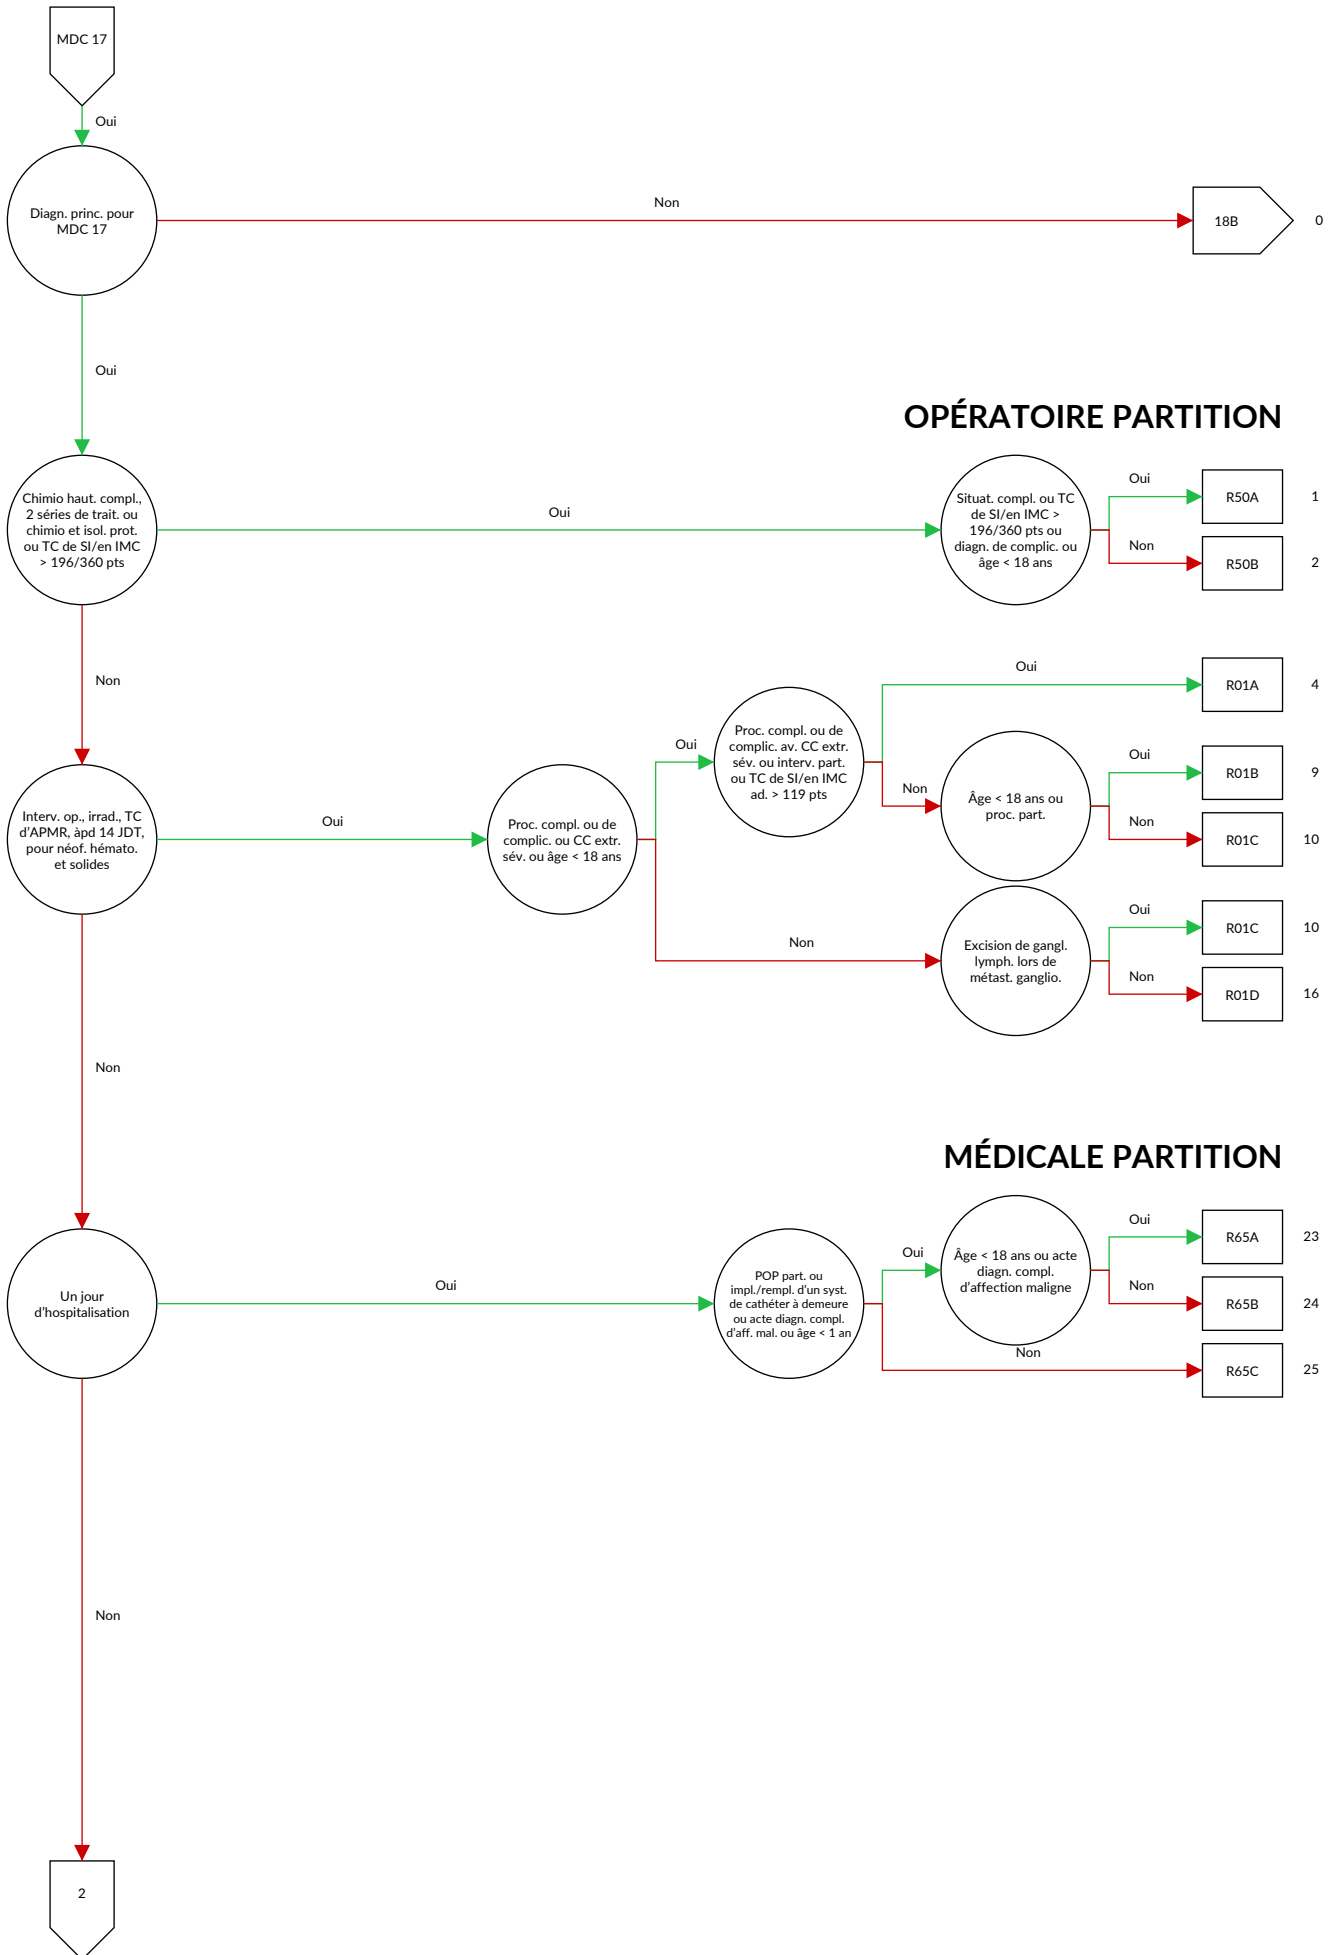 MDC 17
Oui
Diagn. princ. pour
MDC 17
Non
18B
0
Oui
OPÉRATOIRE PARTITION
Chimio haut. compl.,
2 séries de trait. ou
chimio et isol. prot.
ou TC de SI/en IMC
> 196/360 pts
Oui
Situat. compl. ou TC
de SI/en IMC >
196/360 pts ou
diagn. de complic. ou
âge < 18 ans
Oui
R50A
1
Non
R50B
2
Non
Interv. op., irrad., TC
d'APMR, àpd 14 JDT,
pour néof. hémato.
et solides
Oui
Proc. compl. ou de
complic. ou CC extr.
sév. ou âge < 18 ans
Oui
Proc. compl. ou de
complic. av. CC extr.
sév. ou interv. part.
ou TC de SI/en IMC
ad. > 119 pts
Oui
R01A
4
Non
Âge < 18 ans ou
proc. part.
Oui
R01B
9
Non
R01C
10
Non
Excision de gangl.
lymph. lors de
métast. ganglio.
Oui
R01C
10
Non
R01D
16
Non
MÉDICALE PARTITION
Un jour
d'hospitalisation
Oui
POP part. ou
impl./rempl. d'un syst.
de cathéter à demeure
ou acte diagn. compl.
d'aff. mal. ou âge < 1 an
Oui
Âge < 18 ans ou acte
diagn. compl.
d'affection maligne
Oui
R65A
23
Non
R65B
24
Non
R65C
25
Non
2